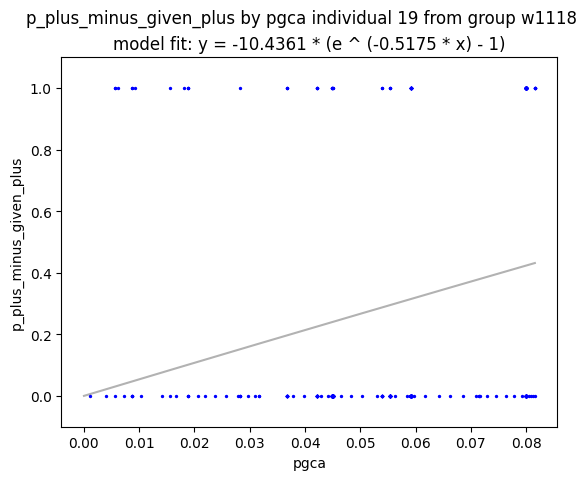 p_plus_minus_given_plus by pgca individual 19 from group w1118
model fit: y = -10.4361 * (e ^ (-0.5175 * x) - 1)
p_plus_minus_given_plus
1.0
0.8
0.6
0.4
0.2
0.0
0.00 0.01 0.02 0.03 0.04 0.05 0.06 0.07 0.08
pgca